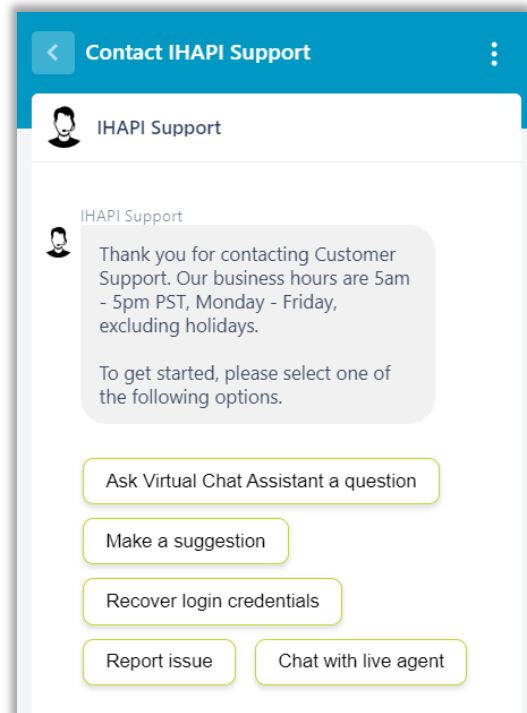 Contact IHAPI Support
IHAPI Support
IHAPI Support
Thank you for contacting Customer
Support. Our business hours are 5am
- 5pm PST, Monday - Friday,
excluding holidays.
To get started, please select one of
the following options.
Ask Virtual Chat Assistant a question
Make a suggestion
Recover login credentials
Report issue
Chat with live agent